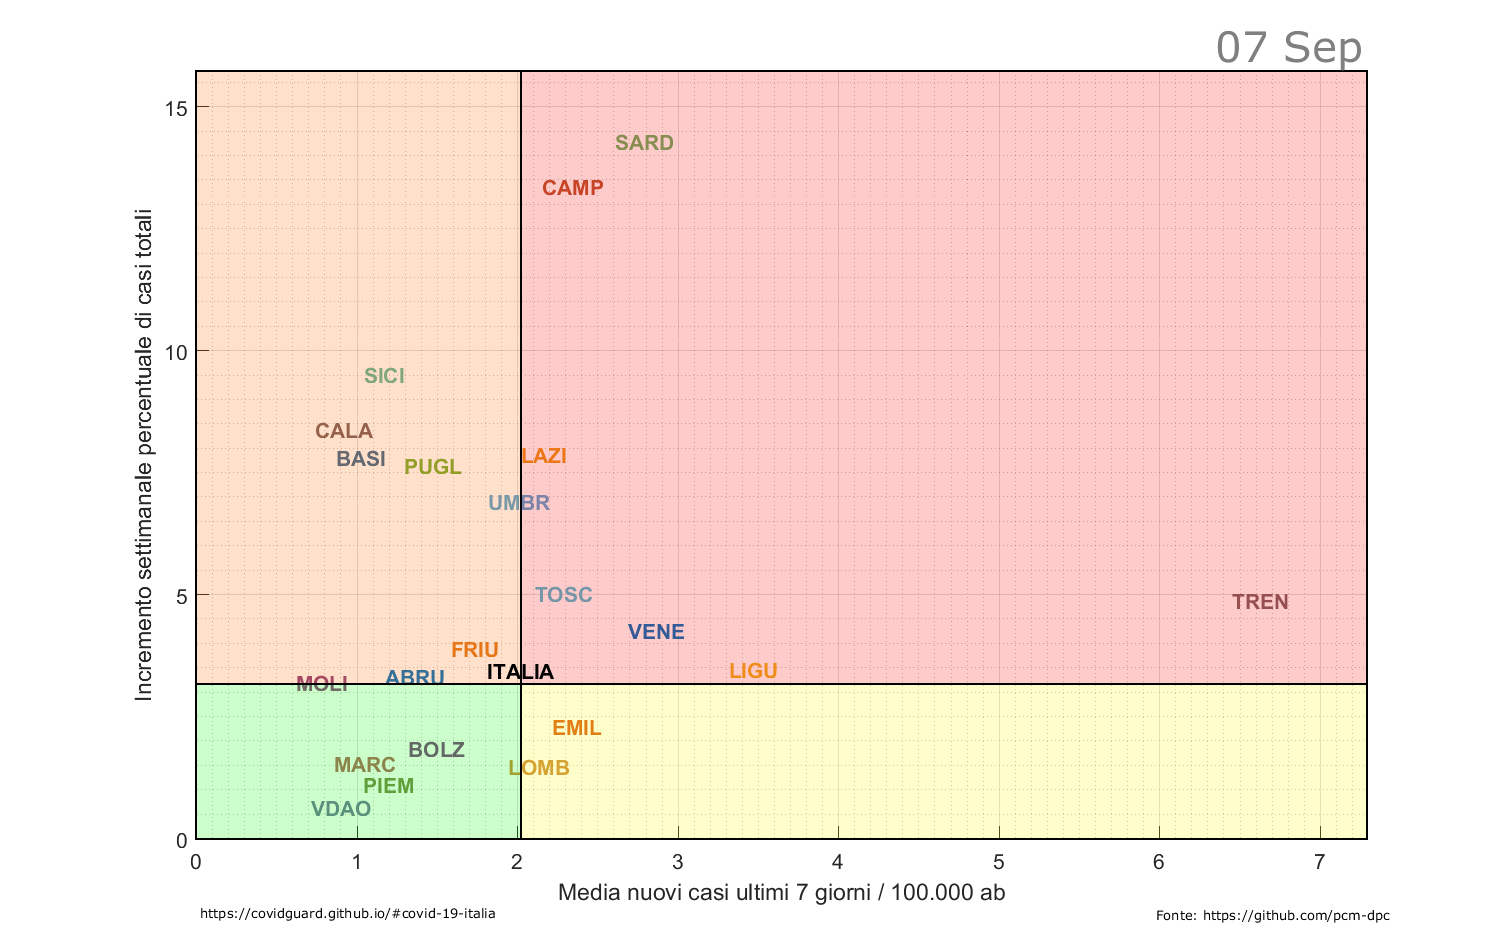 07 Sep
15
SARD
CAMP
10
SICI
CALA
BASI
PUGL
LAZI
UMBR
5
TOSC
TREN
VENE
FRIU
ITALIA
LIGU
ABRU
MOLI
EMIL
BOLZ
MARC
LOMB
PIEM
VDAO
0
Incremento settimanale percentuale di casi totali
0 1 2 3 4 5 6 7
Media nuovi casi ultimi 7 giorni / 100.000 ab
https://covidguard.github.io/#covid-19-italia
Fonte: https://github.com/pcm-dpc